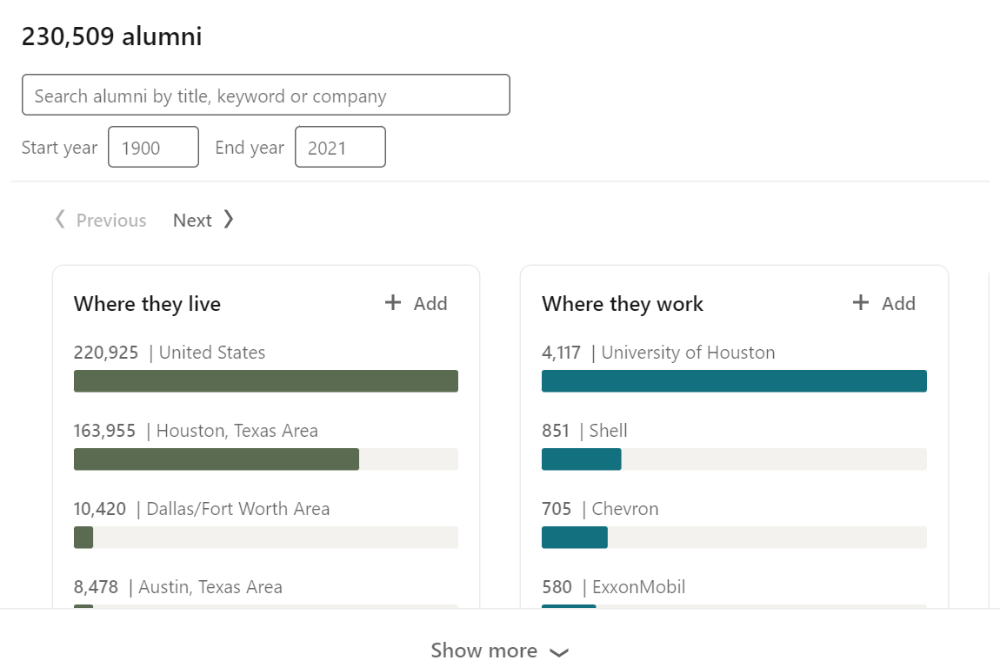 230,509 alumni
Search alumni by title, keyword or company
Start year 1900 End year 2021
Previous Next
Where they live + Add
220,925 | United States
163,955 | Houston, Texas Area
10,420 | Dallas/Fort Worth Area
8,478 | Austin, Texas Area
Where they work + Add
4,117 | University of Houston
851 | Shell
705 | Chevron
580 | ExxonMobil
Show more